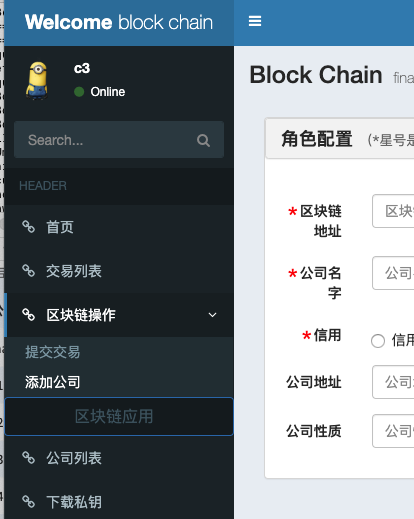 Welcome block chain
c3
Online
Search...
HEADER
首页
交易列表
区块链操作
提交交易
添加公司
区块链应用
公司列表
下载私钥
Block Chain fina
角色配置 (*星号是
*区块链
地址
区块
*公司名
字
公司
*信用
信用
公司地址
公司
公司性质
公司